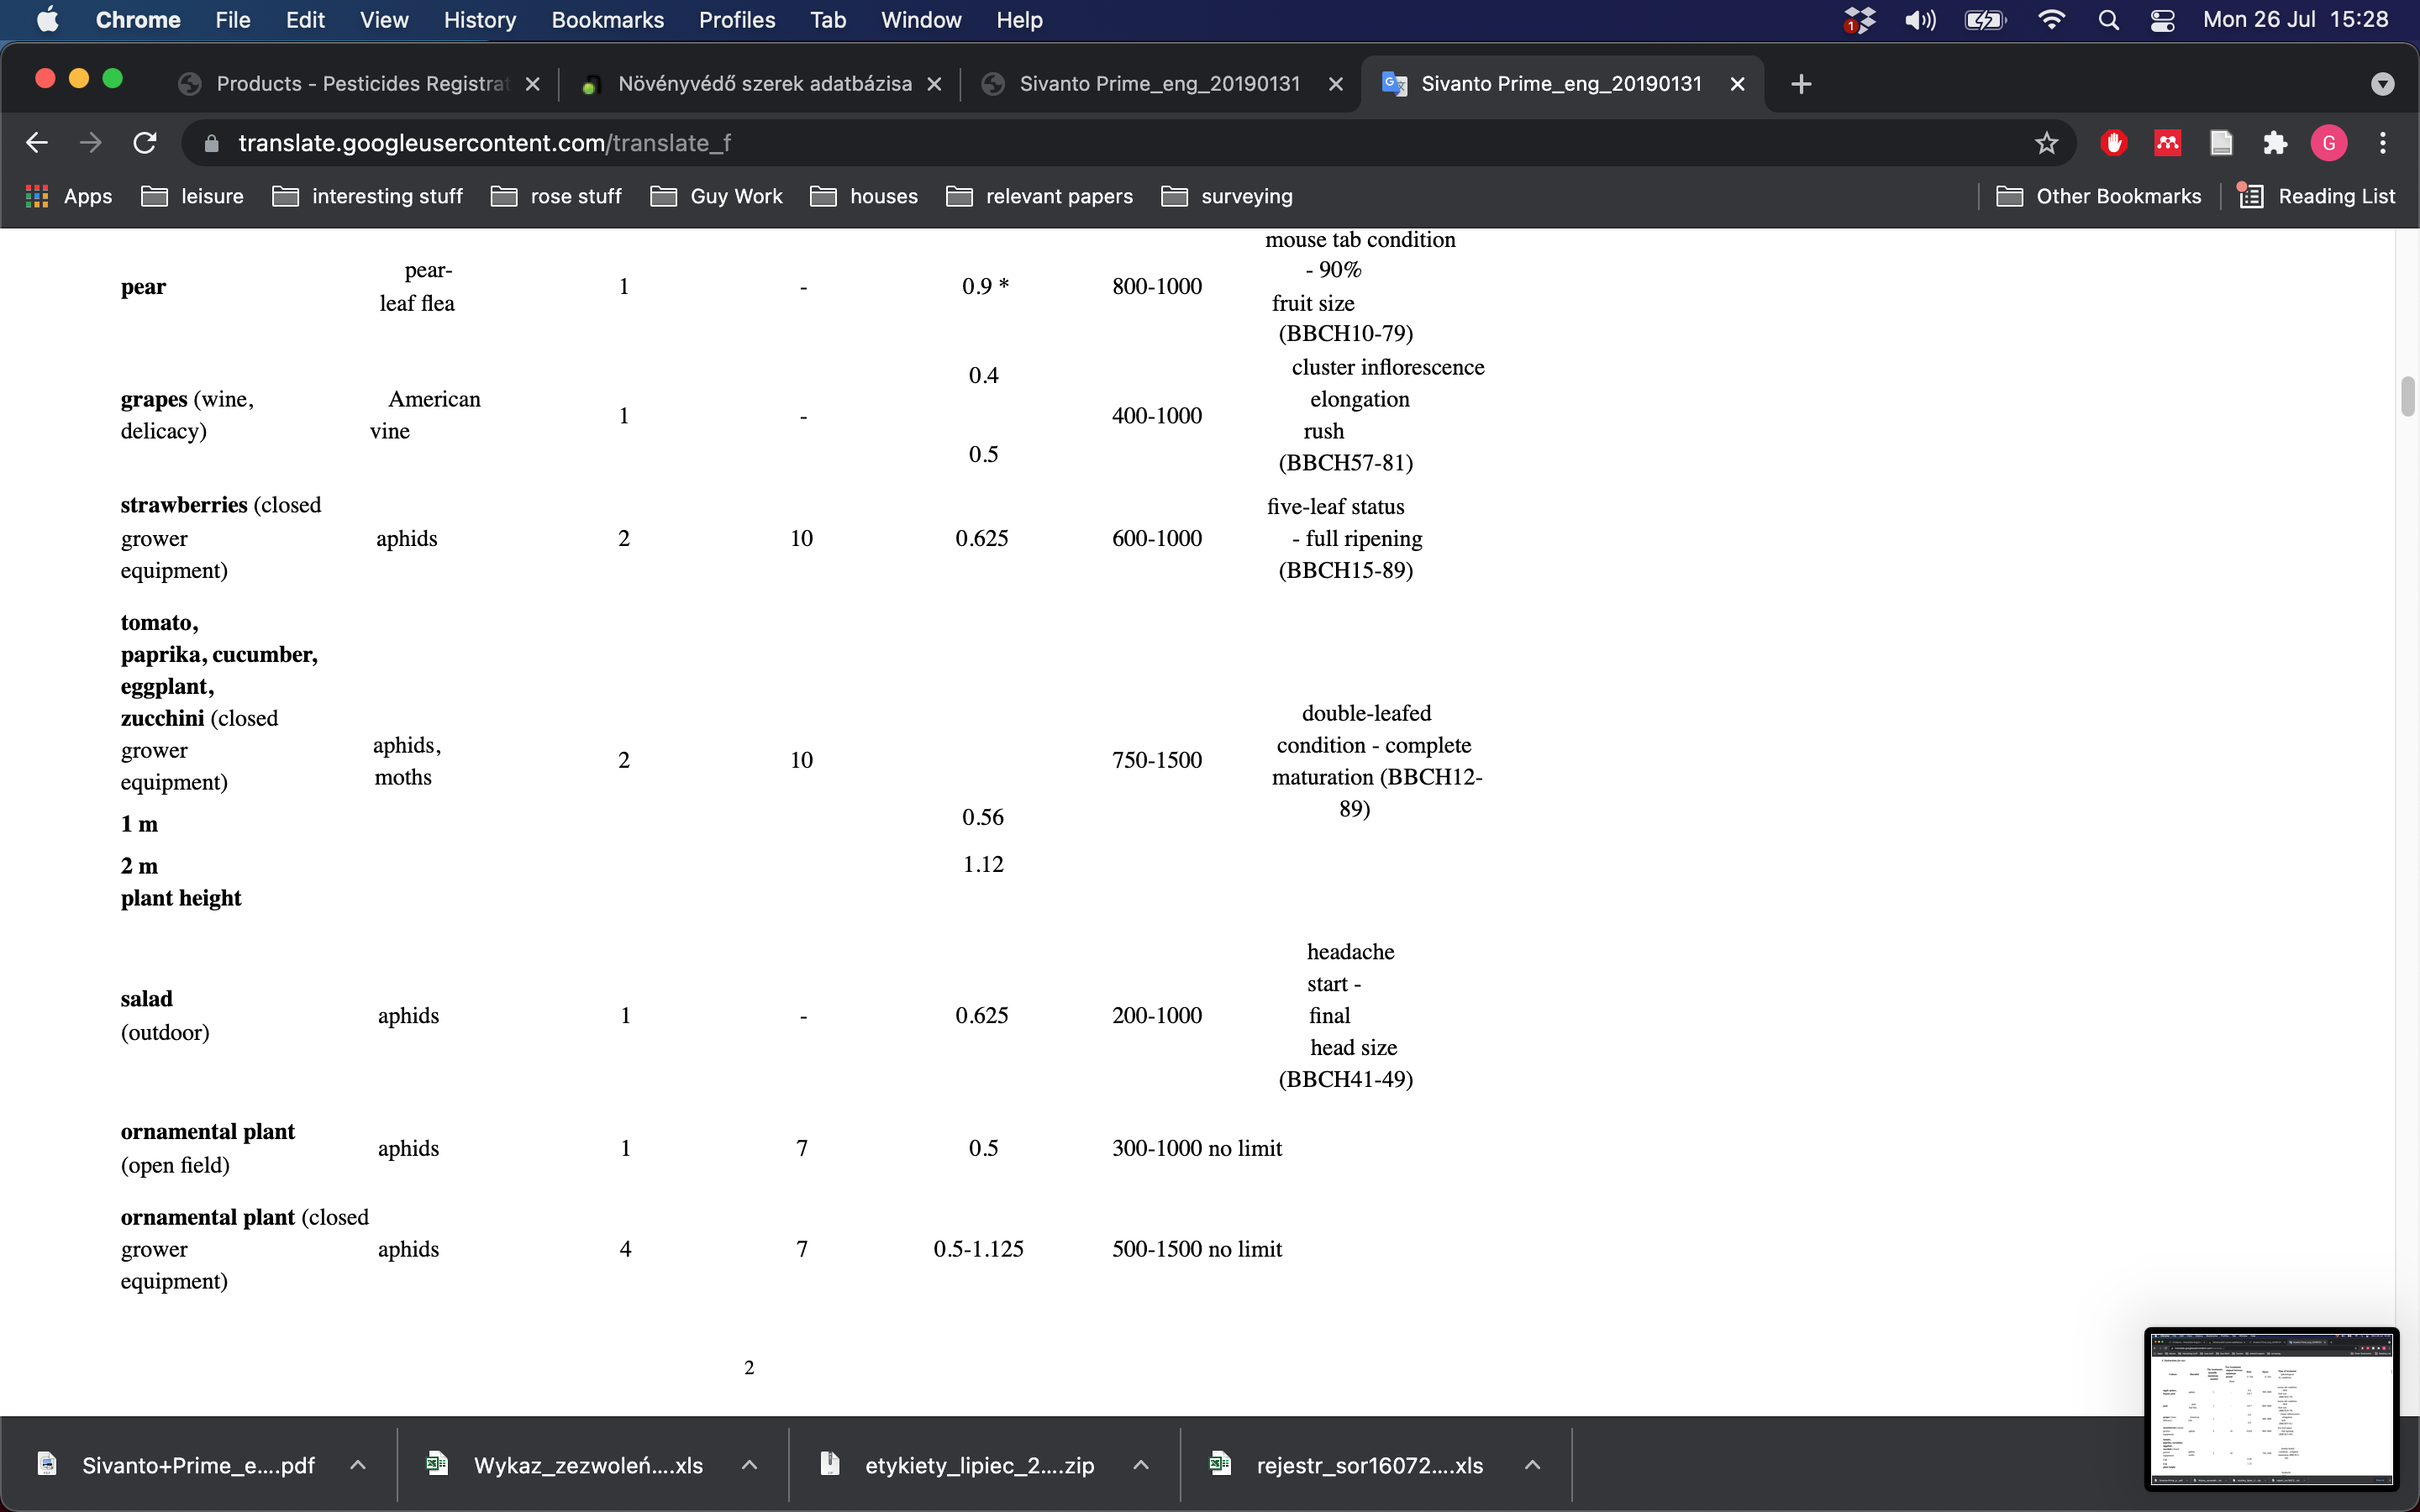 Chrome File Edit View History Bookmarks Profiles Tab Window Help 1 Mon 26 Jul 15:28
Products - Pesticides Registrat Növényvédő szerek adatbázisa Sivanto Prime_eng_20190131 Sivanto Prime_eng_20190131
translate.googleusercontent.com/translate_f G
Apps leisure interesting stuff rose stuff Guy Work houses relevant papers surveying Other Bookmarks Reading List
mouse tab condition
pear- - 90%
pear 1 - 0.9 * 800-1000
leaf flea fruit size
(BBCH10-79)
0.4 cluster inflorescence
grapes (wine, American elongation
1 - 400-1000
delicacy) vine rush
0.5 (BBCH57-81)
strawberries (closed five-leaf status
grower aphids 2 10 0.625 600-1000 - full ripening
equipment) (BBCH15-89)
tomato,
paprika, cucumber,
eggplant,
zucchini (closed double-leafed
grower aphids, condition - complete
2 10 750-1500
equipment) moths maturation (BBCH12-
89)
1 m 0.56
2 m 1.12
plant height
headache
start -
salad
aphids 1 - 0.625 200-1000 final
(outdoor)
head size
(BBCH41-49)
ornamental plant
aphids 1 7 0.5 300-1000 no limit
(open field)
ornamental plant (closed
grower aphids 4 7 0.5-1.125 500-1500 no limit
equipment)
2
Sivanto+Prime_e....pdf Wykaz_zezwoleń....xls etykiety_lipiec_2....zip rejestr_sor16072....xls